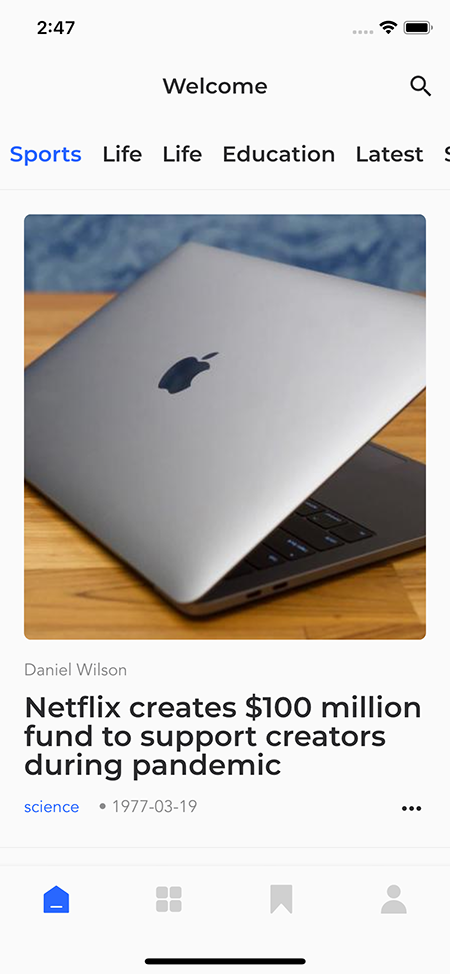 2:47
Welcome
Sports Life Life Education Latest S
Daniel Wilson
Netflix creates $100 million
fund to support creators
during pandemic
science • 1977-03-19